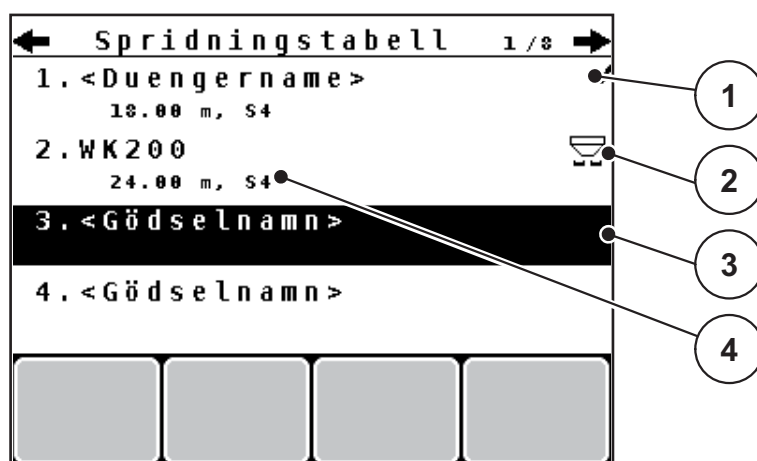 Spridningstabell 1/8
1.<Duengername>
18.00 m, S4
2.WK200
24.00 m, S4
3.<Gödselnamn>
4.<Gödselnamn>
1
2
3
4